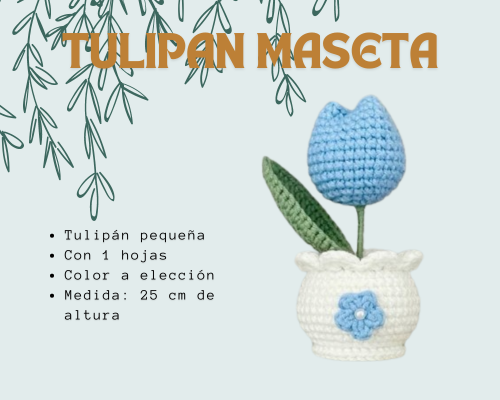 TULIPAN MASETA
• Tulipán pequeña
• Con 1 hojas
• Color a elección
• Medida: 25 cm de
altura